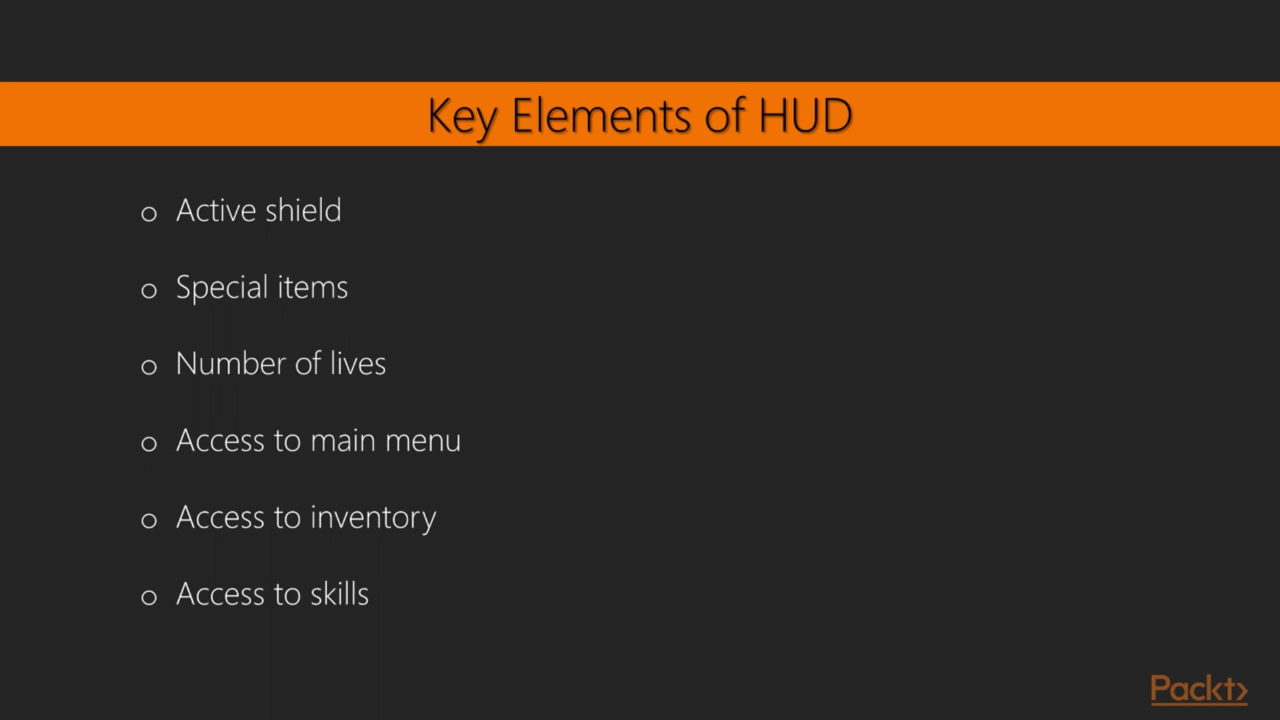 Key Elements of HUD
o Active shield
o Special items
o Number of lives
o Access to main menu
o Access to inventory
o Access to skills
Packt>